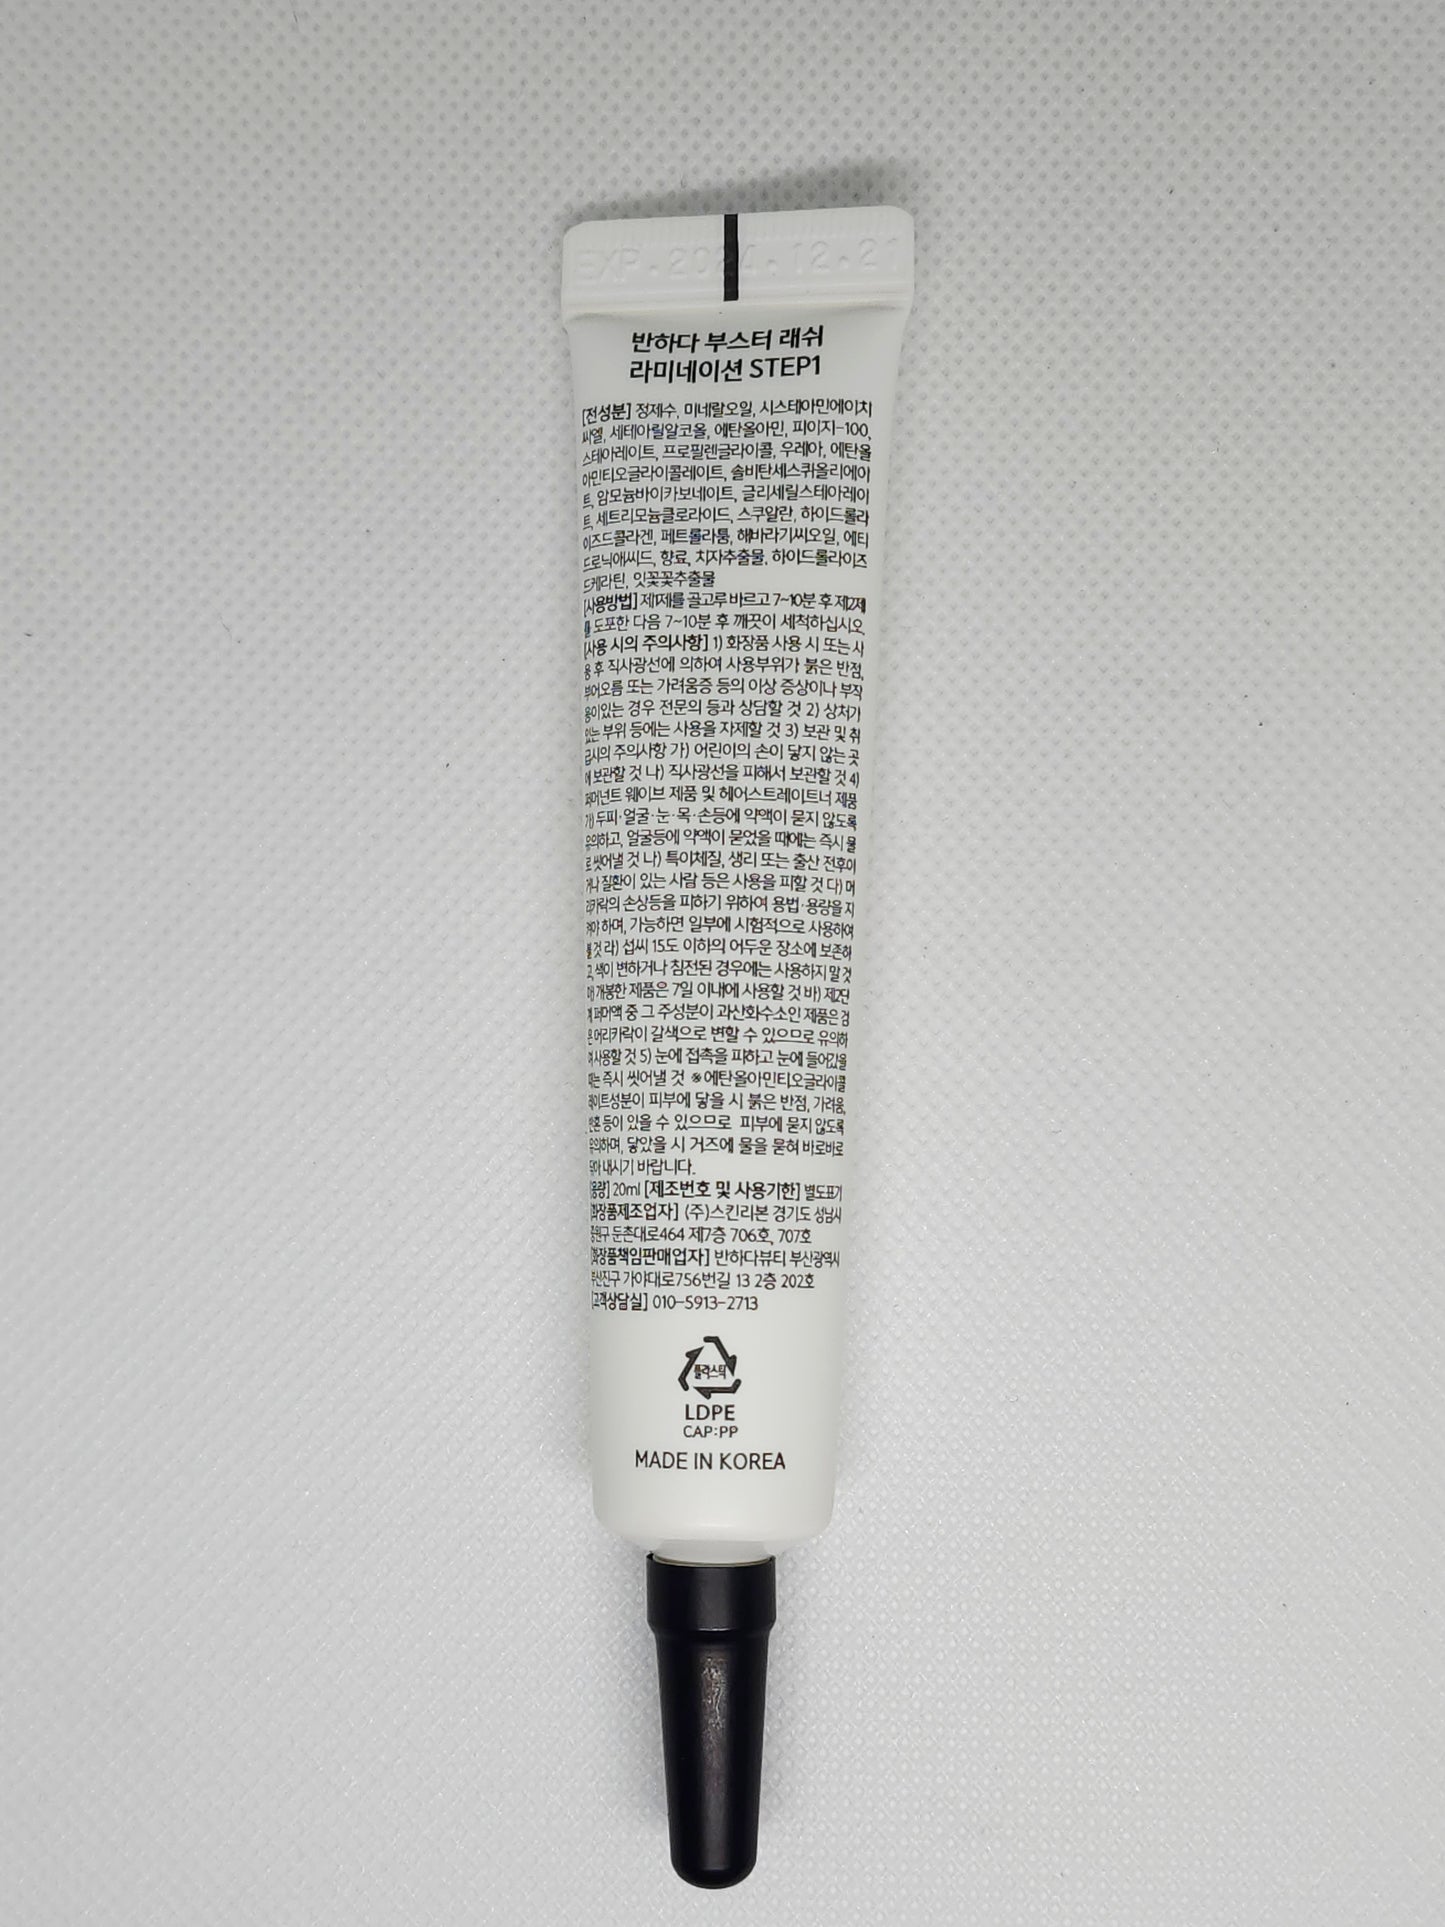 EXP.2024.12.21
반하다 부스터 래쉬
라미네이션 STEP1
[전성분] 정제수, 미네랄오일, 시스테아민에이치
씨엘, 세테아릴알코올, 에탄올아민, 피이지-100,
스테아레이트, 프로필렌글라이콜, 우레아, 에탄올
아민티오글라이콜레이트, 솔비탄세스퀴올리에이
트, 암모늄바이카보네이트, 글리세릴스테아레이
트, 세트리모늄클로라이드, 스쿠알란, 하이드롤라
이즈드콜라겐, 페트롤라툼, 해바라기씨오일, 에티
드로닉애씨드, 향료, 치자추출물, 하이드롤라이즈
드케라틴, 잇꽃꽃추출물
[사용방법] 제1제를 골고루 바르고 7~10분 후 제2제
를 도포한 다음 7~10분 후 깨끗이 세척하십시오.
[사용 시의 주의사항] 1) 화장품 사용 시 또는 사
용 후 직사광선에 의하여 사용부위가 붉은 반점,
부어오름 또는 가려움증 등의 이상 증상이나 부작
용이있는 경우 전문의 등과 상담할 것 2) 상처가
있는 부위 등에는 사용을 자제할 것 3) 보관 및 취
급시의 주의사항 가) 어린이의 손이 닿지 않는 곳
에 보관할 것 나) 직사광선을 피해서 보관할 것 4)
퍼머넌트 웨이브 제품 및 헤어스트레이트너 제품
가) 두피·얼굴·눈·목·손등에 약액이 묻지 않도록
유의하고, 얼굴등에 약액이 묻었을 때에는 즉시 물
로 씻어낼 것 나) 특이체질, 생리 또는 출산 전후이
거나 질환이 있는 사람 등은 사용을 피할 것 다) 머
리카락의 손상등을 피하기 위하여 용법·용량을 지
켜야 하며, 가능하면 일부에 시험적으로 사용하여
볼 것 라) 섭씨 15도 이하의 어두운 장소에 보존하
고, 색이 변하거나 침전된 경우에는 사용하지 말 것
마) 개봉한 제품은 7일 이내에 사용할 것 바) 제2단
계 퍼머액 중 그 주성분이 과산화수소인 제품은 검
은 머리카락이 갈색으로 변할 수 있으므로 유의하
여 사용할 것 5) 눈에 접촉을 피하고 눈에 들어갔을
때는 즉시 씻어낼 것 ※에탄올아민티오글라이콜
레이트성분이 피부에 닿을 시 붉은 반점, 가려움,
반흔 등이 있을 수 있으므로 피부에 묻지 않도록
유의하며, 닿았을 시 거즈에 물을 묻혀 바로바로
닦아 내시기 바랍니다.
[용량] 20ml [제조번호 및 사용기한] 별도표기
[화장품제조업자] (주)스킨리본 경기도 성남시
중원구 둔촌대로464 제7층 706호, 707호
[화장품책임판매업자] 반하다뷰티 부산광역시
부산진구 가야대로756번길 13 2층 202호
[고객상담실] 010-5913-2713
플라스틱
LDPE
CAP:PP
MADE IN KOREA